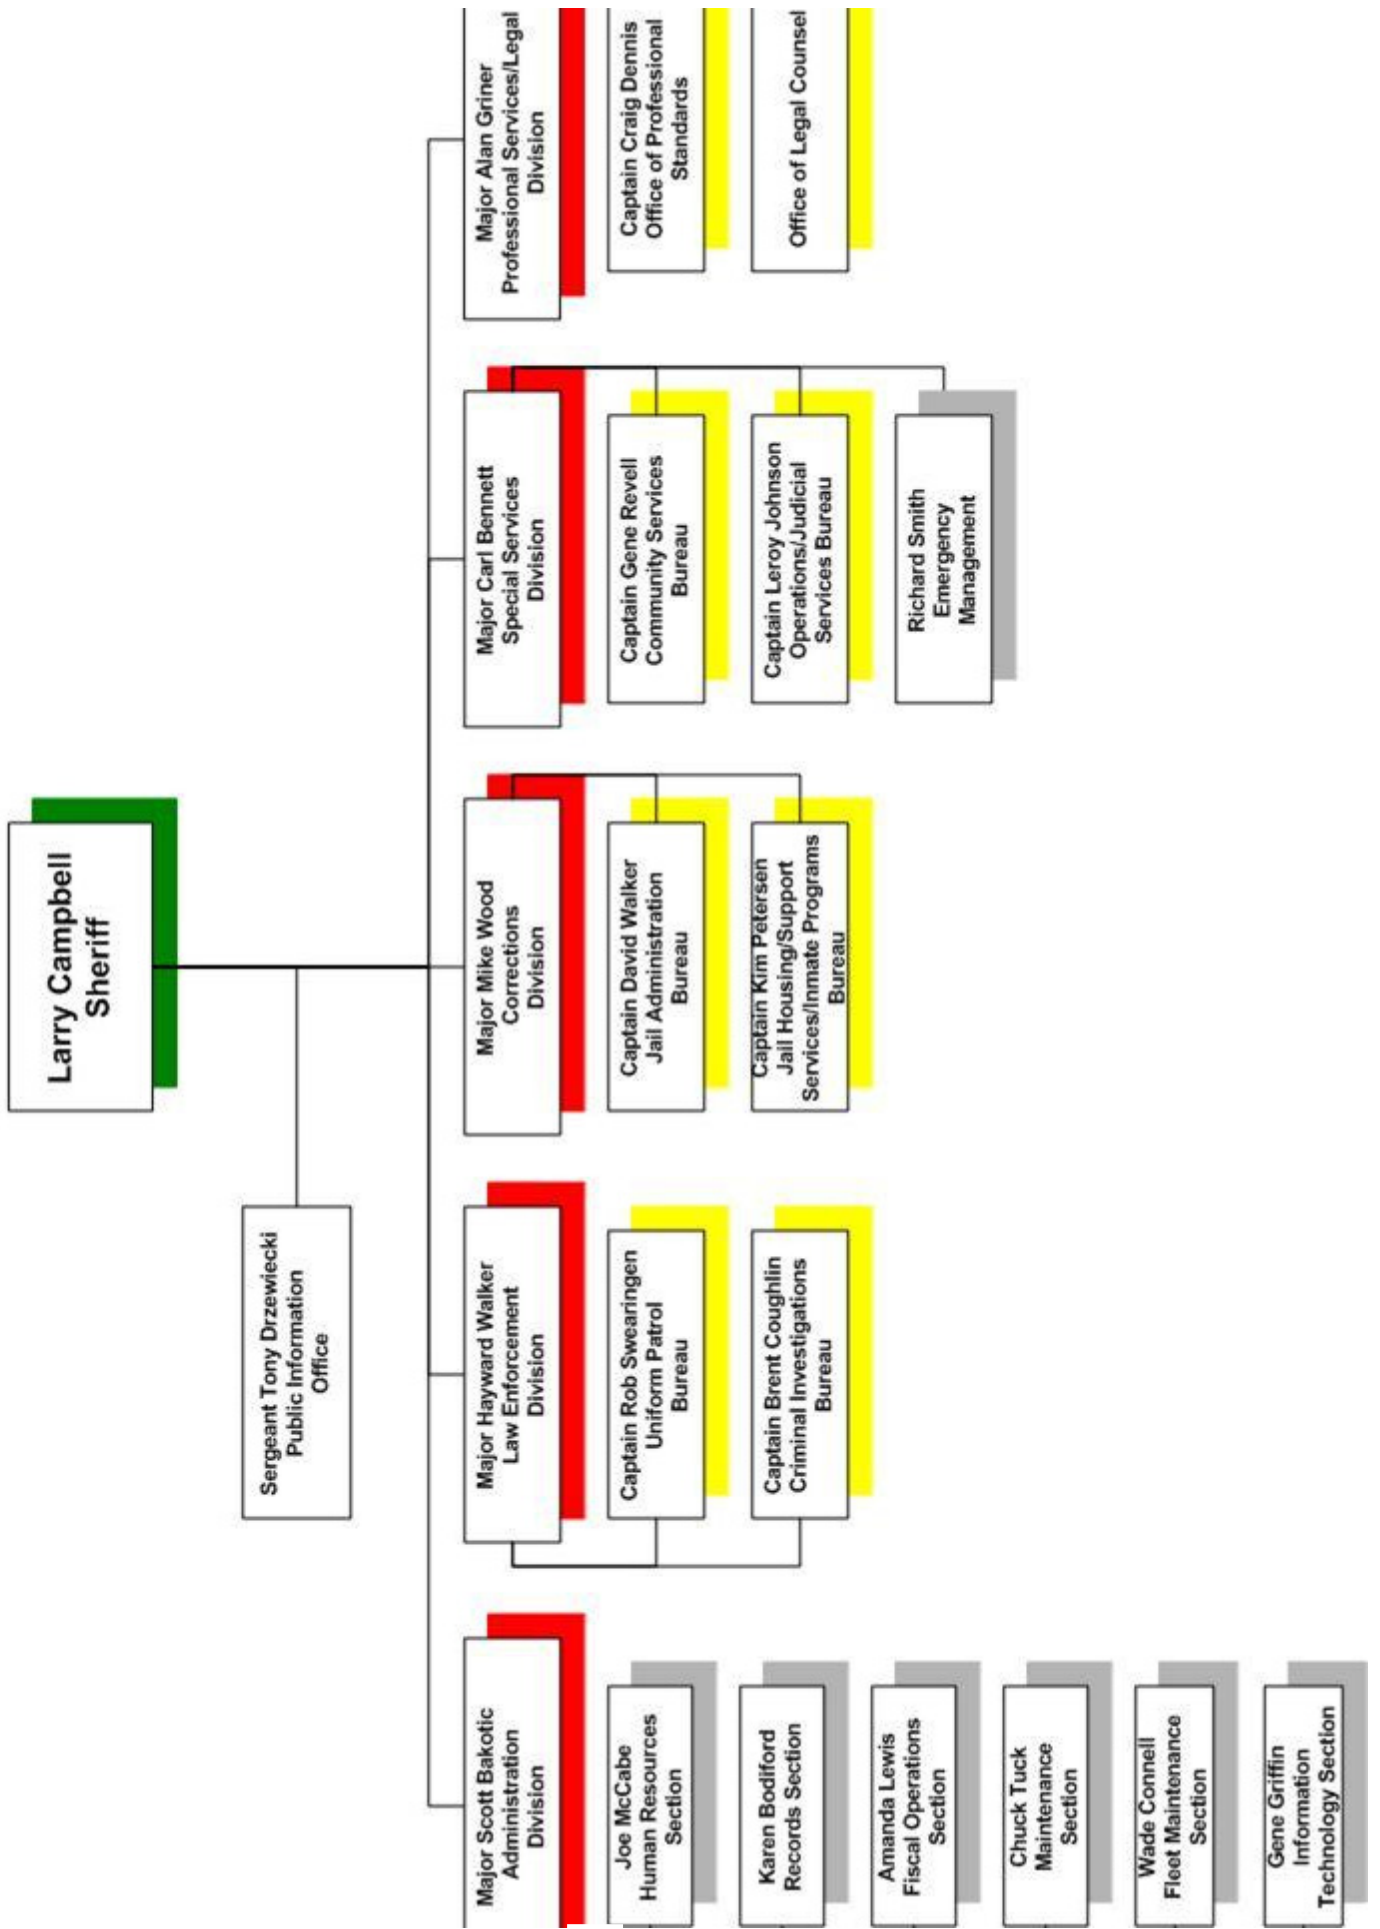 Larry Campbell
Sheriff
Sergeant Tony Drzewiecki
Public Information
Office
Major Scott Bakotic
Administration
Division
Joe McCabe
Human Resources
Section
Karen Bodiford
Records Section
Amanda Lewis
Fiscal Operations
Section
Chuck Tuck
Maintenance
Section
Wade Connell
Fleet Maintenance
Section
Gene Griffin
Information
Technology Section
Major Hayward Walker
Law Enforcement
Division
Captain Rob Swearingen
Uniform Patrol
Bureau
Captain Brent Coughlin
Criminal Investigations
Bureau
Major Mike Wood
Corrections
Division
Captain David Walker
Jail Administration
Bureau
Captain Kim Petersen
Jail Housing/Support
Services/Inmate Programs
Bureau
Major Carl Bennett
Special Services
Division
Captain Gene Revell
Community Services
Bureau
Captain Leroy Johnson
Operations/Judicial
Services Bureau
Richard Smith
Emergency
Management
Major Alan Griner
Professional Services/Legal
Division
Captain Craig Dennis
Office of Professional
Standards
Office of Legal Counsel